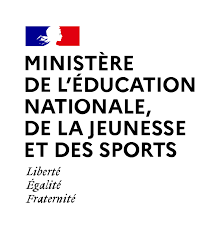 MINISTÈRE
DE L'ÉDUCATION
NATIONALE,
DE LA JEUNESSE
ET DES SPORTS
Liberté
Égalité
Fraternité